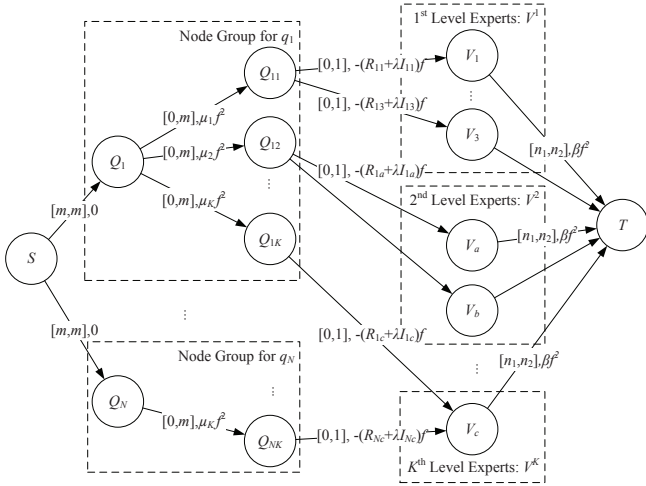 Node Group for q1
1st Level Experts: V1
Q11
[0,1], -(R11+λI11)f
V1
⋮
[0,m],μ1f2
[0,1], -(R13+λI13)f
V3
[n1,n2],βf2
Q1
[0,m],μ2f2
Q12
⋮
[0,1], -(R1a+λI1a)f
2nd Level Experts: V2
[0,m],μKf2
Q1K
Va
[n1,n2],βf2
T
[m,m],0
S
Vb
[m,m],0
⋮
[0,1], -(R1c+λI1c)f
⋮
[n1,n2],βf2
Node Group for qN
QN
[0,m],μKf2
⋮
QNK
[0,1], -(RNc+λINc)f
Vc
Kth Level Experts: VK